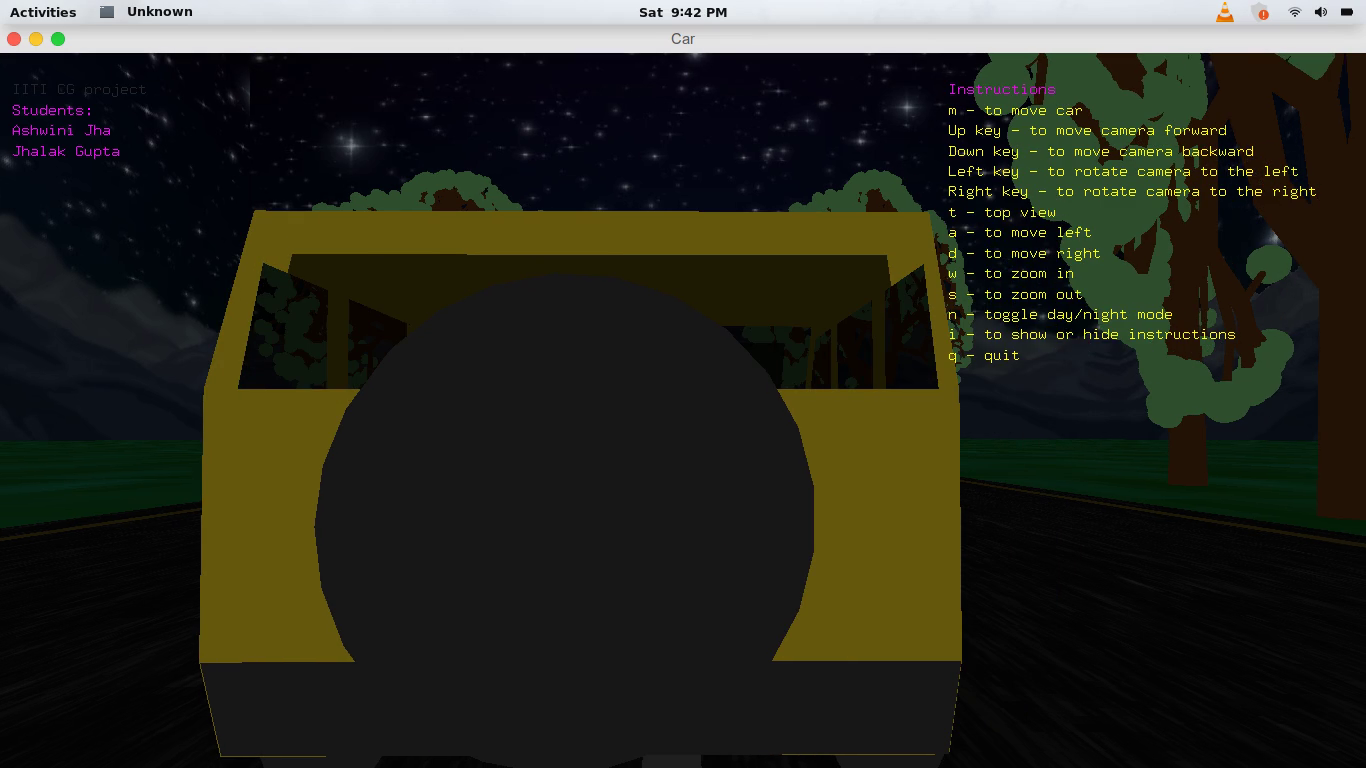 Activities
Unknown
Sat 9:42 PM
Car
IITI CG project
Students:
Ashwini Jha
Jhalak Gupta
Instructions
m - to move car
Up key - to move camera forward
Down key - to move camera backward
Left key - to rotate camera to the left
Right key - to rotate camera to the right
t - top view
a - to move left
d - to move right
w - to zoom in
s - to zoom out
n - toggle day/night mode
i - to show or hide instructions
q - quit